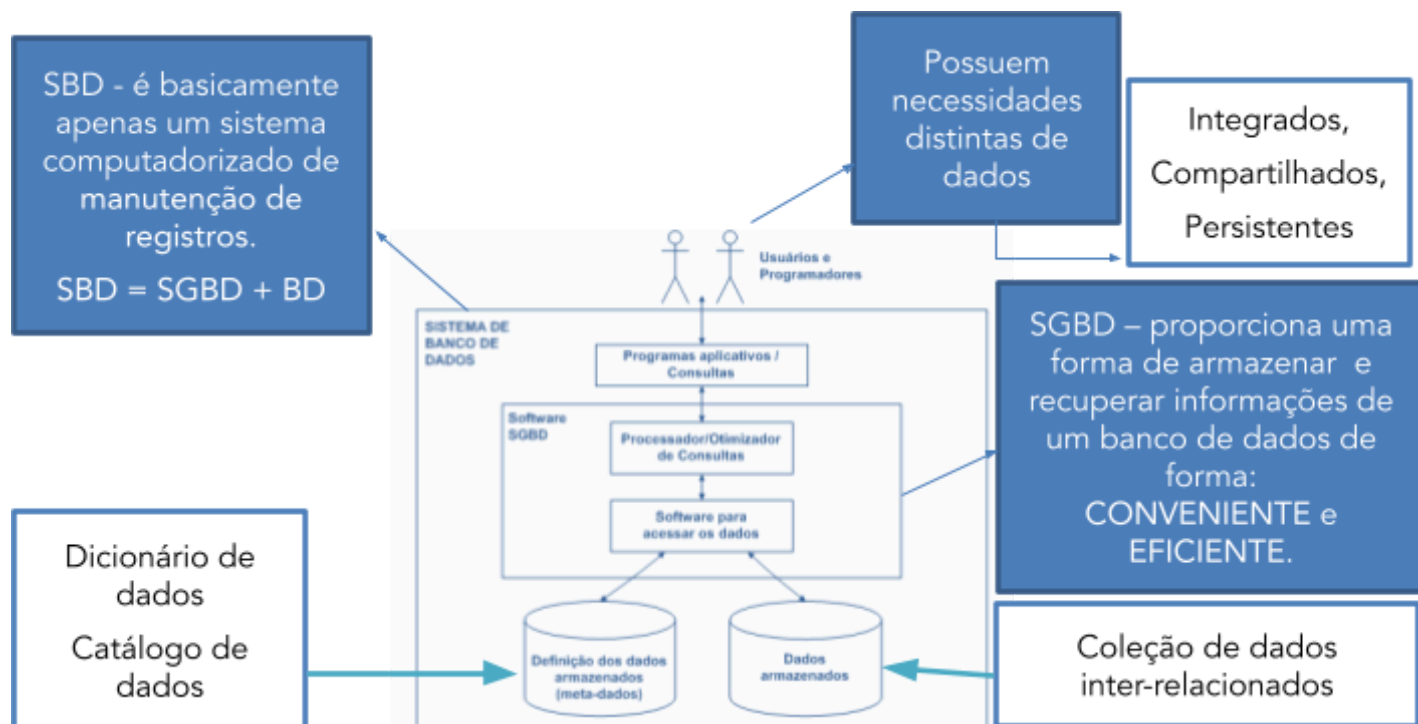 SBD - é basicamente
apenas um sistema
computadorizado de
manutenção de
registros.
SBD = SGBD + BD
Possuem
necessidades
distintas de
dados
Integrados,
Compartilhados,
Persistentes
Usuários e
Programadores
SISTEMA DE
BANCO DE
DADOS
Programas aplicativos /
Consultas
Software
SGBD
Processador/Otimizador
de Consultas
Software para
acessar os dados
SGBD – proporciona uma
forma de armazenar e
recuperar informações de
um banco de dados de
forma:
CONVENIENTE e
EFICIENTE.
Dicionário de
dados
Catálogo de
dados
Definição dos dados
armazenados
(meta-dados)
Dados
armazenados
Coleção de dados
inter-relacionados